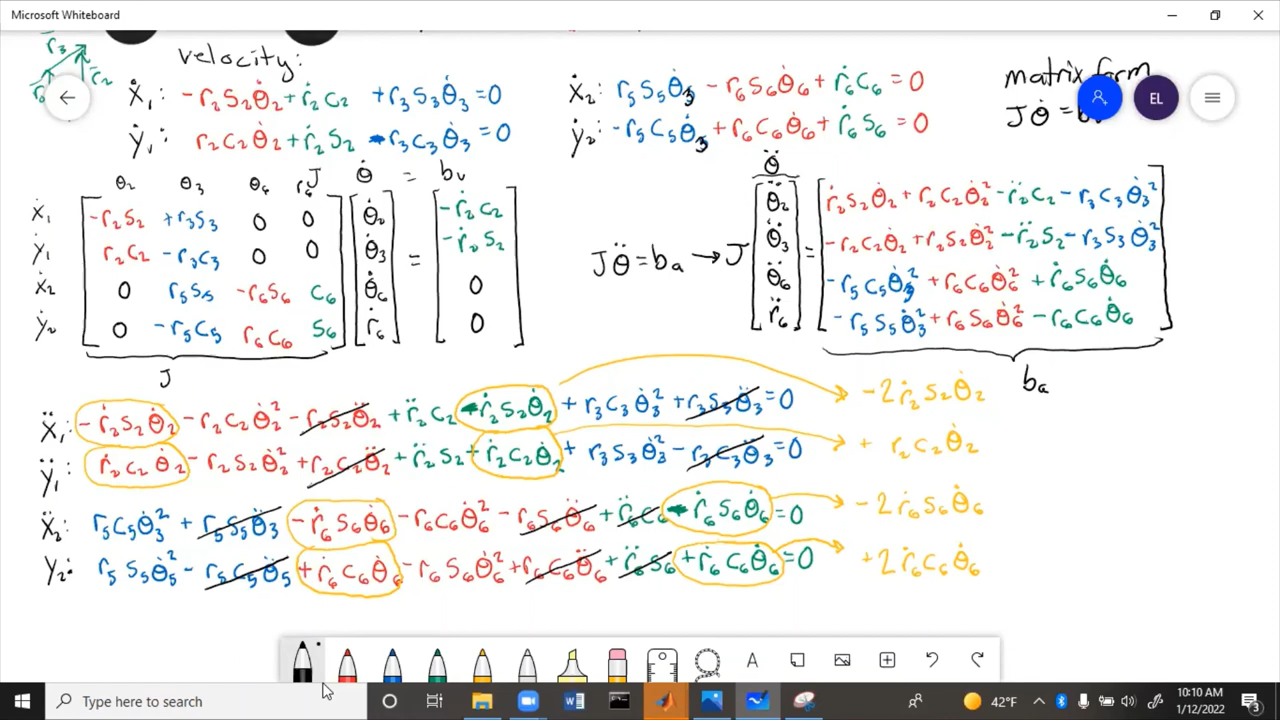 Microsoft Whiteboard
r̄3
r̄2
velocity:
ẋ1: -r2S2θ̇2 + ṙ2C2 + r3S3θ̇3 = 0
ẏ1: r2C2θ̇2 + ṙ2S2 - r3C3θ̇3 = 0
ẋ2: r5S5θ̇3 - r6S6θ̇6 + ṙ6C6 = 0
ẏ2: -r5C5θ̇3 + r6C6θ̇6 + ṙ6S6 = 0
matrix form
Jθ̇ =
EL
J θ̇ = bv
θ2 θ3 θ6
ẋ1 -r2S2 +r3S3 0 0 θ̇2 -ṙ2C2
ẏ1 r2C2 -r3C3 0 0 θ̇3 = -ṙ2S2
ẋ2 0 r5S5 -r6S6 C6 θ̇6 0
ẏ2 0 -r5C5 r6C6 S6 ṙ6 0
J
Jθ̈ = ba → J
θ̈
θ̈2 ṙ2S2θ̇2 + r2C2θ̇2² - r̈2C2 - r3C3θ̇3²
θ̈3 = -r2C2θ̇2 + r2S2θ̇2² - r̈2S2 - r3S3θ̇3²
θ̈6 -r5C5θ̇3² + r6C6θ̇6² + ṙ6S6θ̇6
r̈6 -r5S5θ̇3² + r6S6θ̇6² - r6C6θ̇6
ba
ẍ1: -ṙ2S2θ̇2 - r2C2θ̇2² - r2S2θ̈2 + r̈2C2 - ṙ2S2θ̇2 + r3C3θ̇3² + r3S3θ̈3 = 0 -2ṙ2S2θ̇2
ÿ1: ṙ2C2θ̇2 - r2S2θ̇2² + r2C2θ̈2 + r̈2S2 + ṙ2C2θ̇2 + r3S3θ̇3² - r3C3θ̈3 = 0 + r2C2θ̇2
ẍ2: r5C5θ̇3² + r5S5θ̈3 - ṙ6S6θ̇6 - r6C6θ̇6² - r6S6θ̈6 + r̈6C6 - ṙ6S6θ̇6 = 0 -2ṙ6S6θ̇6
ÿ2: r5S5θ̇5² - r5C5θ̈5 + ṙ6C6θ̇6 - r6S6θ̇6² + r6C6θ̈6 + r̈6S6 + ṙ6C6θ̇6 = 0 +2ṙ6C6θ̇6
A
Type here to search
42°F
10:10 AM
1/12/2022
3